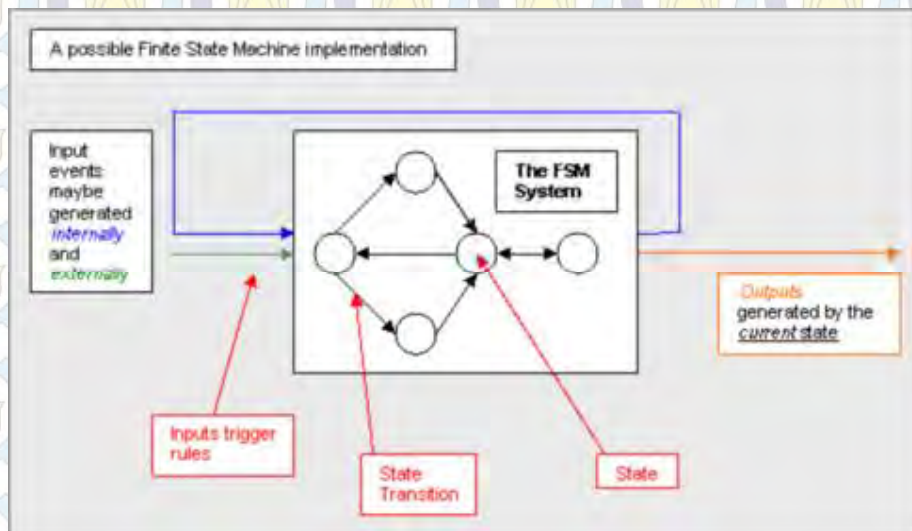 A possible Finite State Machine implementation
Input
events
maybe
generated
internally
and
externally
The FSM
System
Outputs
generated by the
current state
Inputs trigger
rules
State
Transition
State